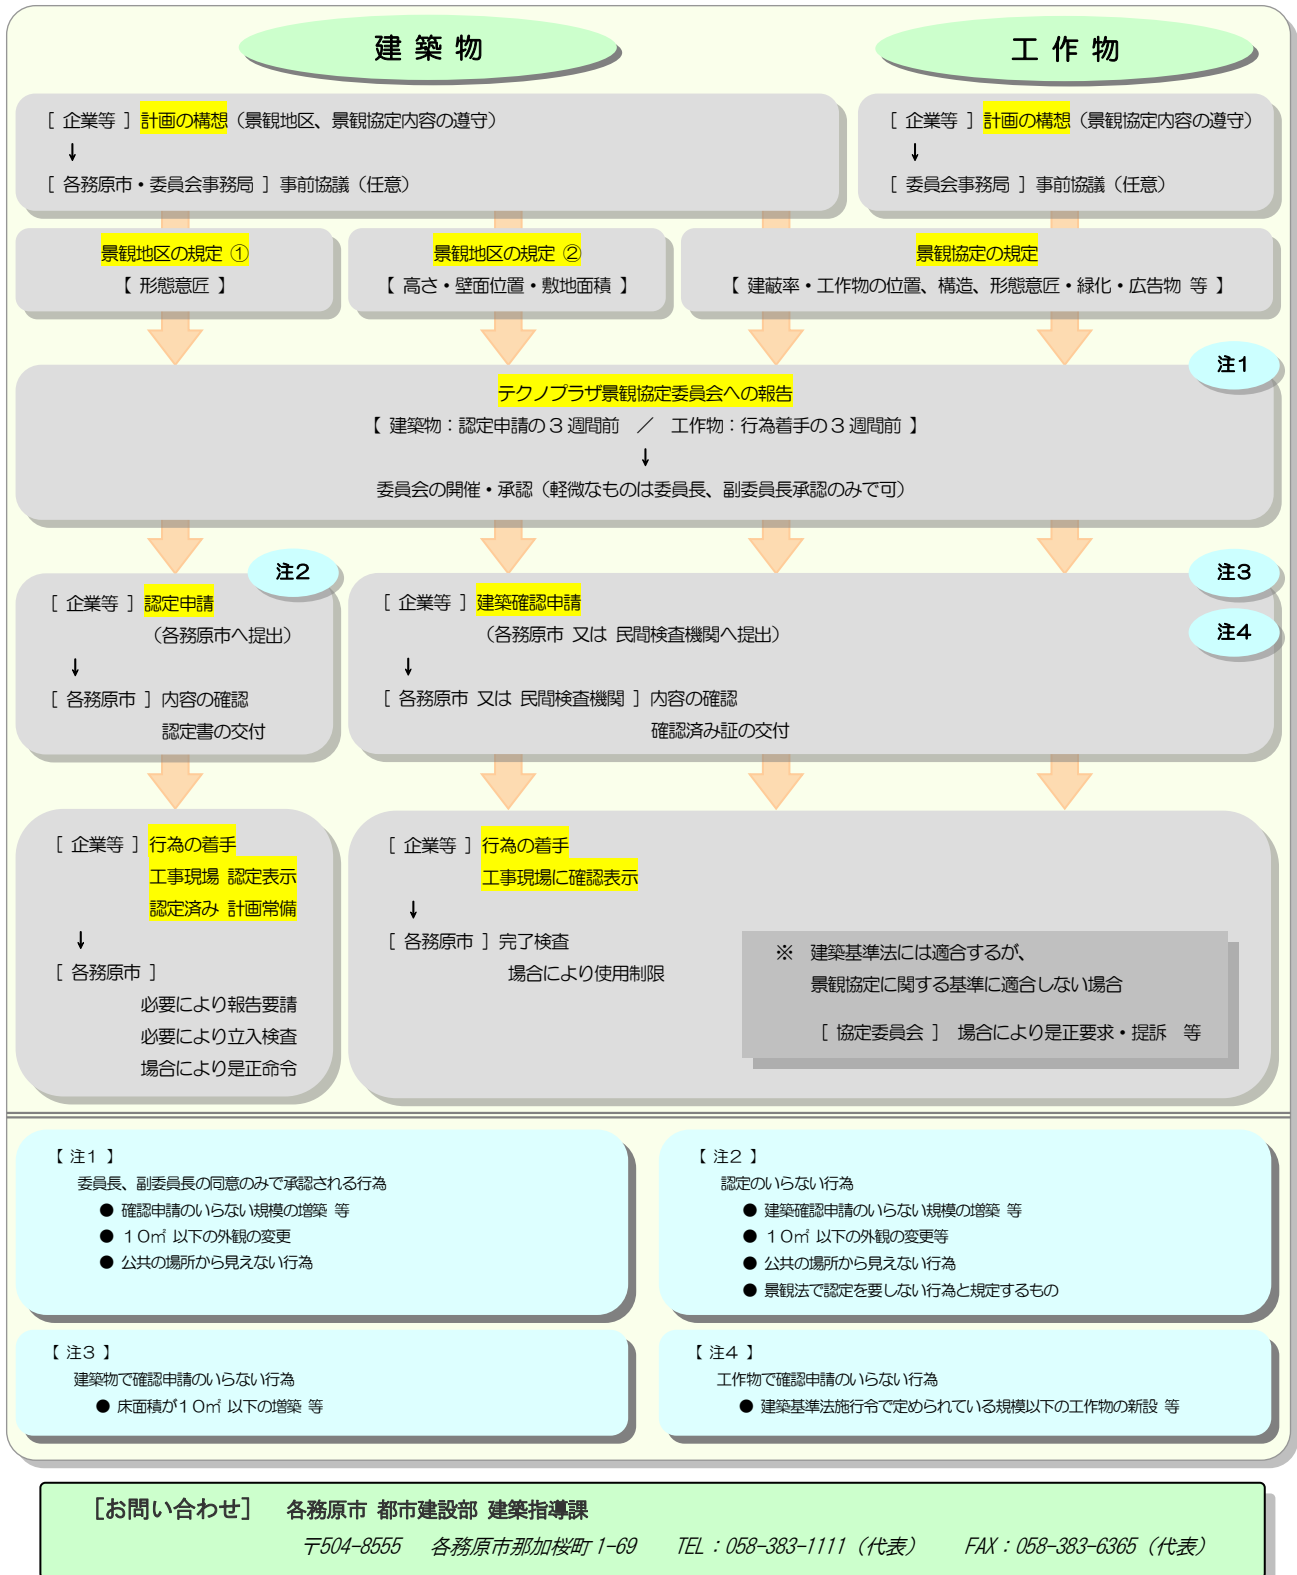 建 築 物
工 作 物
［ 企業等 ］計画の構想（景観地区、景観協定内容の遵守）
↓
［ 各務原市・委員会事務局 ］事前協議（任意）
［ 企業等 ］計画の構想（景観協定内容の遵守）
↓
［ 委員会事務局 ］事前協議（任意）
景観地区の規定 ①
【 形態意匠 】
景観地区の規定 ②
【 高さ・壁面位置・敷地面積 】
景観協定の規定
【 建蔽率・工作物の位置、構造、形態意匠・緑化・広告物 等 】
注１
テクノプラザ景観協定委員会への報告
【 建築物：認定申請の３週間前　／　工作物：行為着手の３週間前 】
↓
委員会の開催・承認（軽微なものは委員長、副委員長承認のみで可）
注２
［ 企業等 ］認定申請
（各務原市へ提出）
↓
［ 各務原市 ］内容の確認
認定書の交付
注３
注４
［ 企業等 ］建築確認申請
（各務原市 又は 民間検査機関へ提出）
↓
［ 各務原市 又は 民間検査機関 ］内容の確認
確認済み証の交付
［ 企業等 ］行為の着手
工事現場 認定表示
認定済み 計画常備
↓
［ 各務原市 ］
必要により報告要請
必要により立入検査
場合により是正命令
［ 企業等 ］行為の着手
工事現場に確認表示
↓
［ 各務原市 ］完了検査
場合により使用制限
※　建築基準法には適合するが、
景観協定に関する基準に適合しない場合
［ 協定委員会 ］　場合により是正要求・提訴　等
【 注１ 】
委員長、副委員長の同意のみで承認される行為
● 確認申請のいらない規模の増築 等
● １０㎡ 以下の外観の変更
● 公共の場所から見えない行為
【 注２ 】
認定のいらない行為
● 建築確認申請のいらない規模の増築 等
● １０㎡ 以下の外観の変更等
● 公共の場所から見えない行為
● 景観法で認定を要しない行為と規定するもの
【 注３ 】
建築物で確認申請のいらない行為
● 床面積が１０㎡ 以下の増築 等
【 注４ 】
工作物で確認申請のいらない行為
● 建築基準法施行令で定められている規模以下の工作物の新設 等
［お問い合わせ］　各務原市 都市建設部 建築指導課
〒504-8555　各務原市那加桜町 1-69　TEL：058-383-1111（代表）　FAX：058-383-6365（代表）